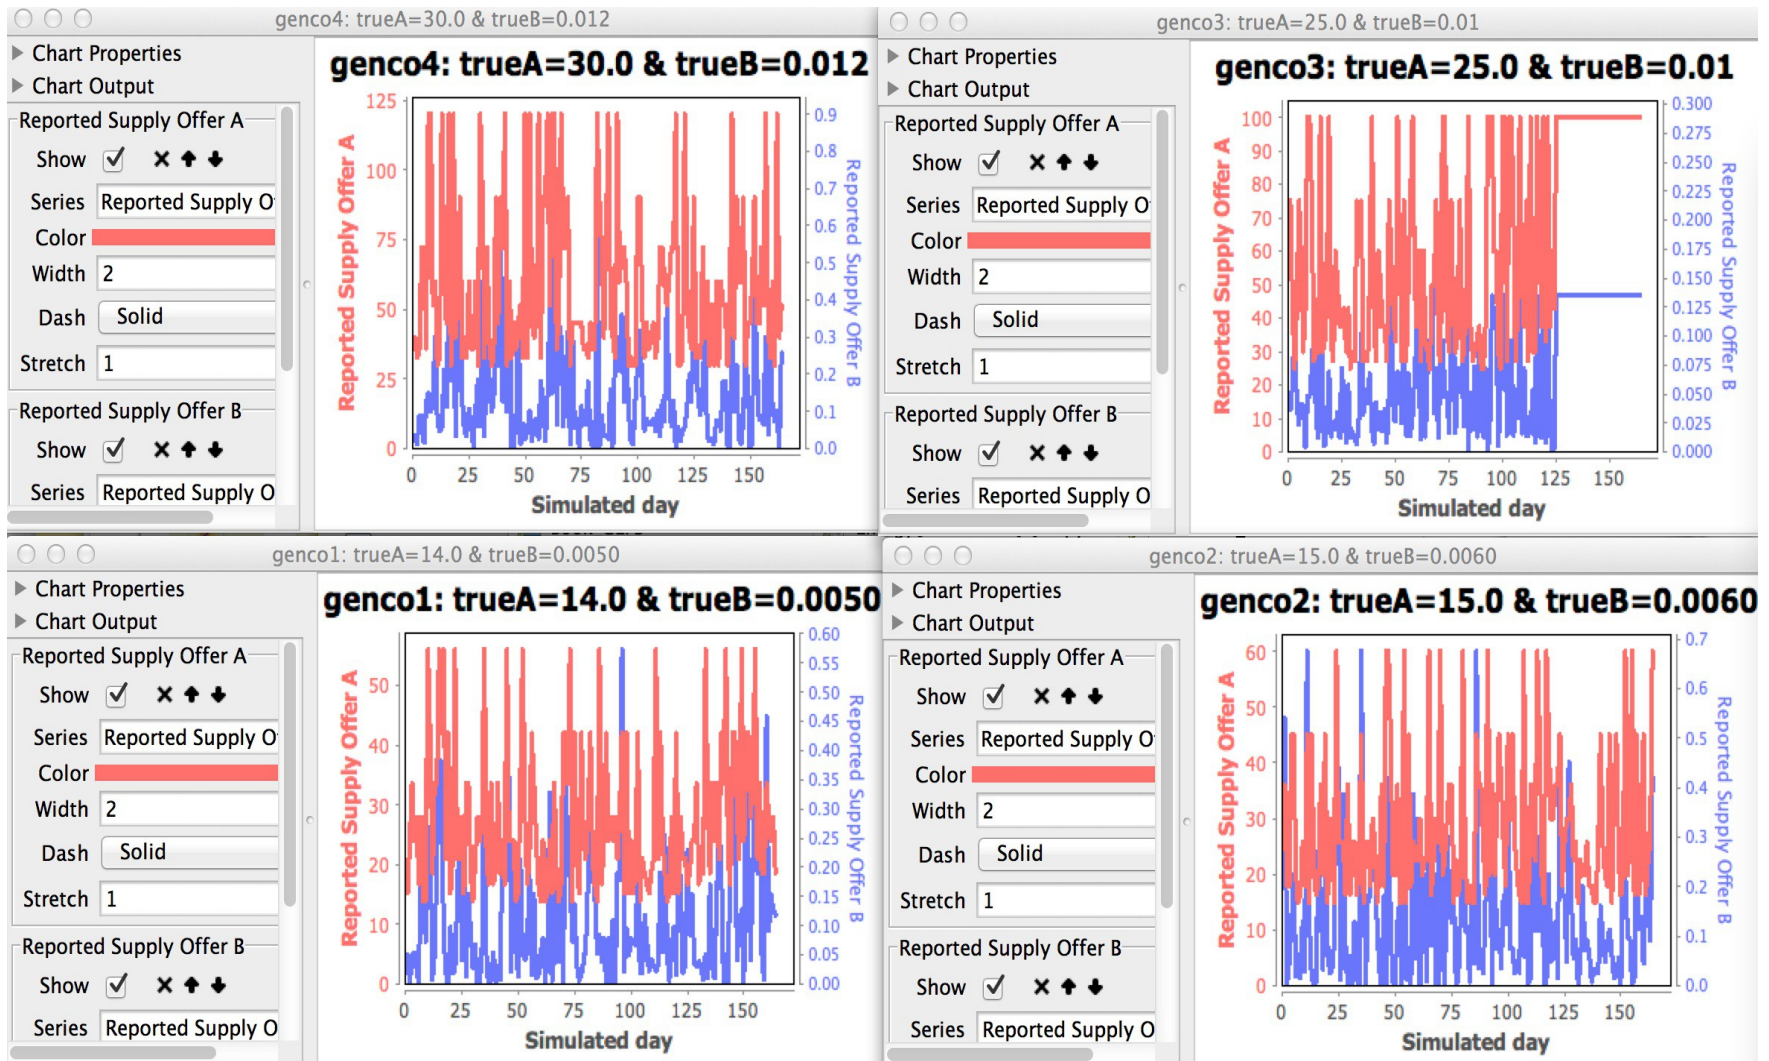 genco4: trueA=30.0 & trueB=0.012
Chart Properties
Chart Output
Reported Supply Offer A
Show
Series Reported Supply O
Color
Width 2
Dash Solid
Stretch 1
Reported Supply Offer B
Show
Series Reported Supply O
genco4: trueA=30.0 & trueB=0.012
Reported Supply Offer A
125
100
75
50
25
0
0.9
0.8
0.7
0.6
0.5
0.4
0.3
0.2
0.1
0.0
Reported Supply Offer B
0 25 50 75 100 125 150
Simulated day
genco3: trueA=25.0 & trueB=0.01
Chart Properties
Chart Output
Reported Supply Offer A
Show
Series Reported Supply O
Color
Width 2
Dash Solid
Stretch 1
Reported Supply Offer B
Show
Series Reported Supply O
genco3: trueA=25.0 & trueB=0.01
Reported Supply Offer A
100
90
80
70
60
50
40
30
20
10
0
0.300
0.275
0.250
0.225
0.200
0.175
0.150
0.125
0.100
0.075
0.050
0.025
0.000
Reported Supply Offer B
0 25 50 75 100 125 150
Simulated day
genco1: trueA=14.0 & trueB=0.0050
Chart Properties
Chart Output
Reported Supply Offer A
Show
Series Reported Supply O
Color
Width 2
Dash Solid
Stretch 1
Reported Supply Offer B
Show
Series Reported Supply O
genco1: trueA=14.0 & trueB=0.0050
Reported Supply Offer A
50
40
30
20
10
0
0.60
0.55
0.50
0.45
0.40
0.35
0.30
0.25
0.20
0.15
0.10
0.05
0.00
Reported Supply Offer B
0 25 50 75 100 125 150
Simulated day
genco2: trueA=15.0 & trueB=0.0060
Chart Properties
Chart Output
Reported Supply Offer A
Show
Series Reported Supply O
Color
Width 2
Dash Solid
Stretch 1
Reported Supply Offer B
Show
Series Reported Supply O
genco2: trueA=15.0 & trueB=0.0060
Reported Supply Offer A
60
50
40
30
20
10
0
0.7
0.6
0.5
0.4
0.3
0.2
0.1
0.0
Reported Supply Offer B
0 25 50 75 100 125 150
Simulated day